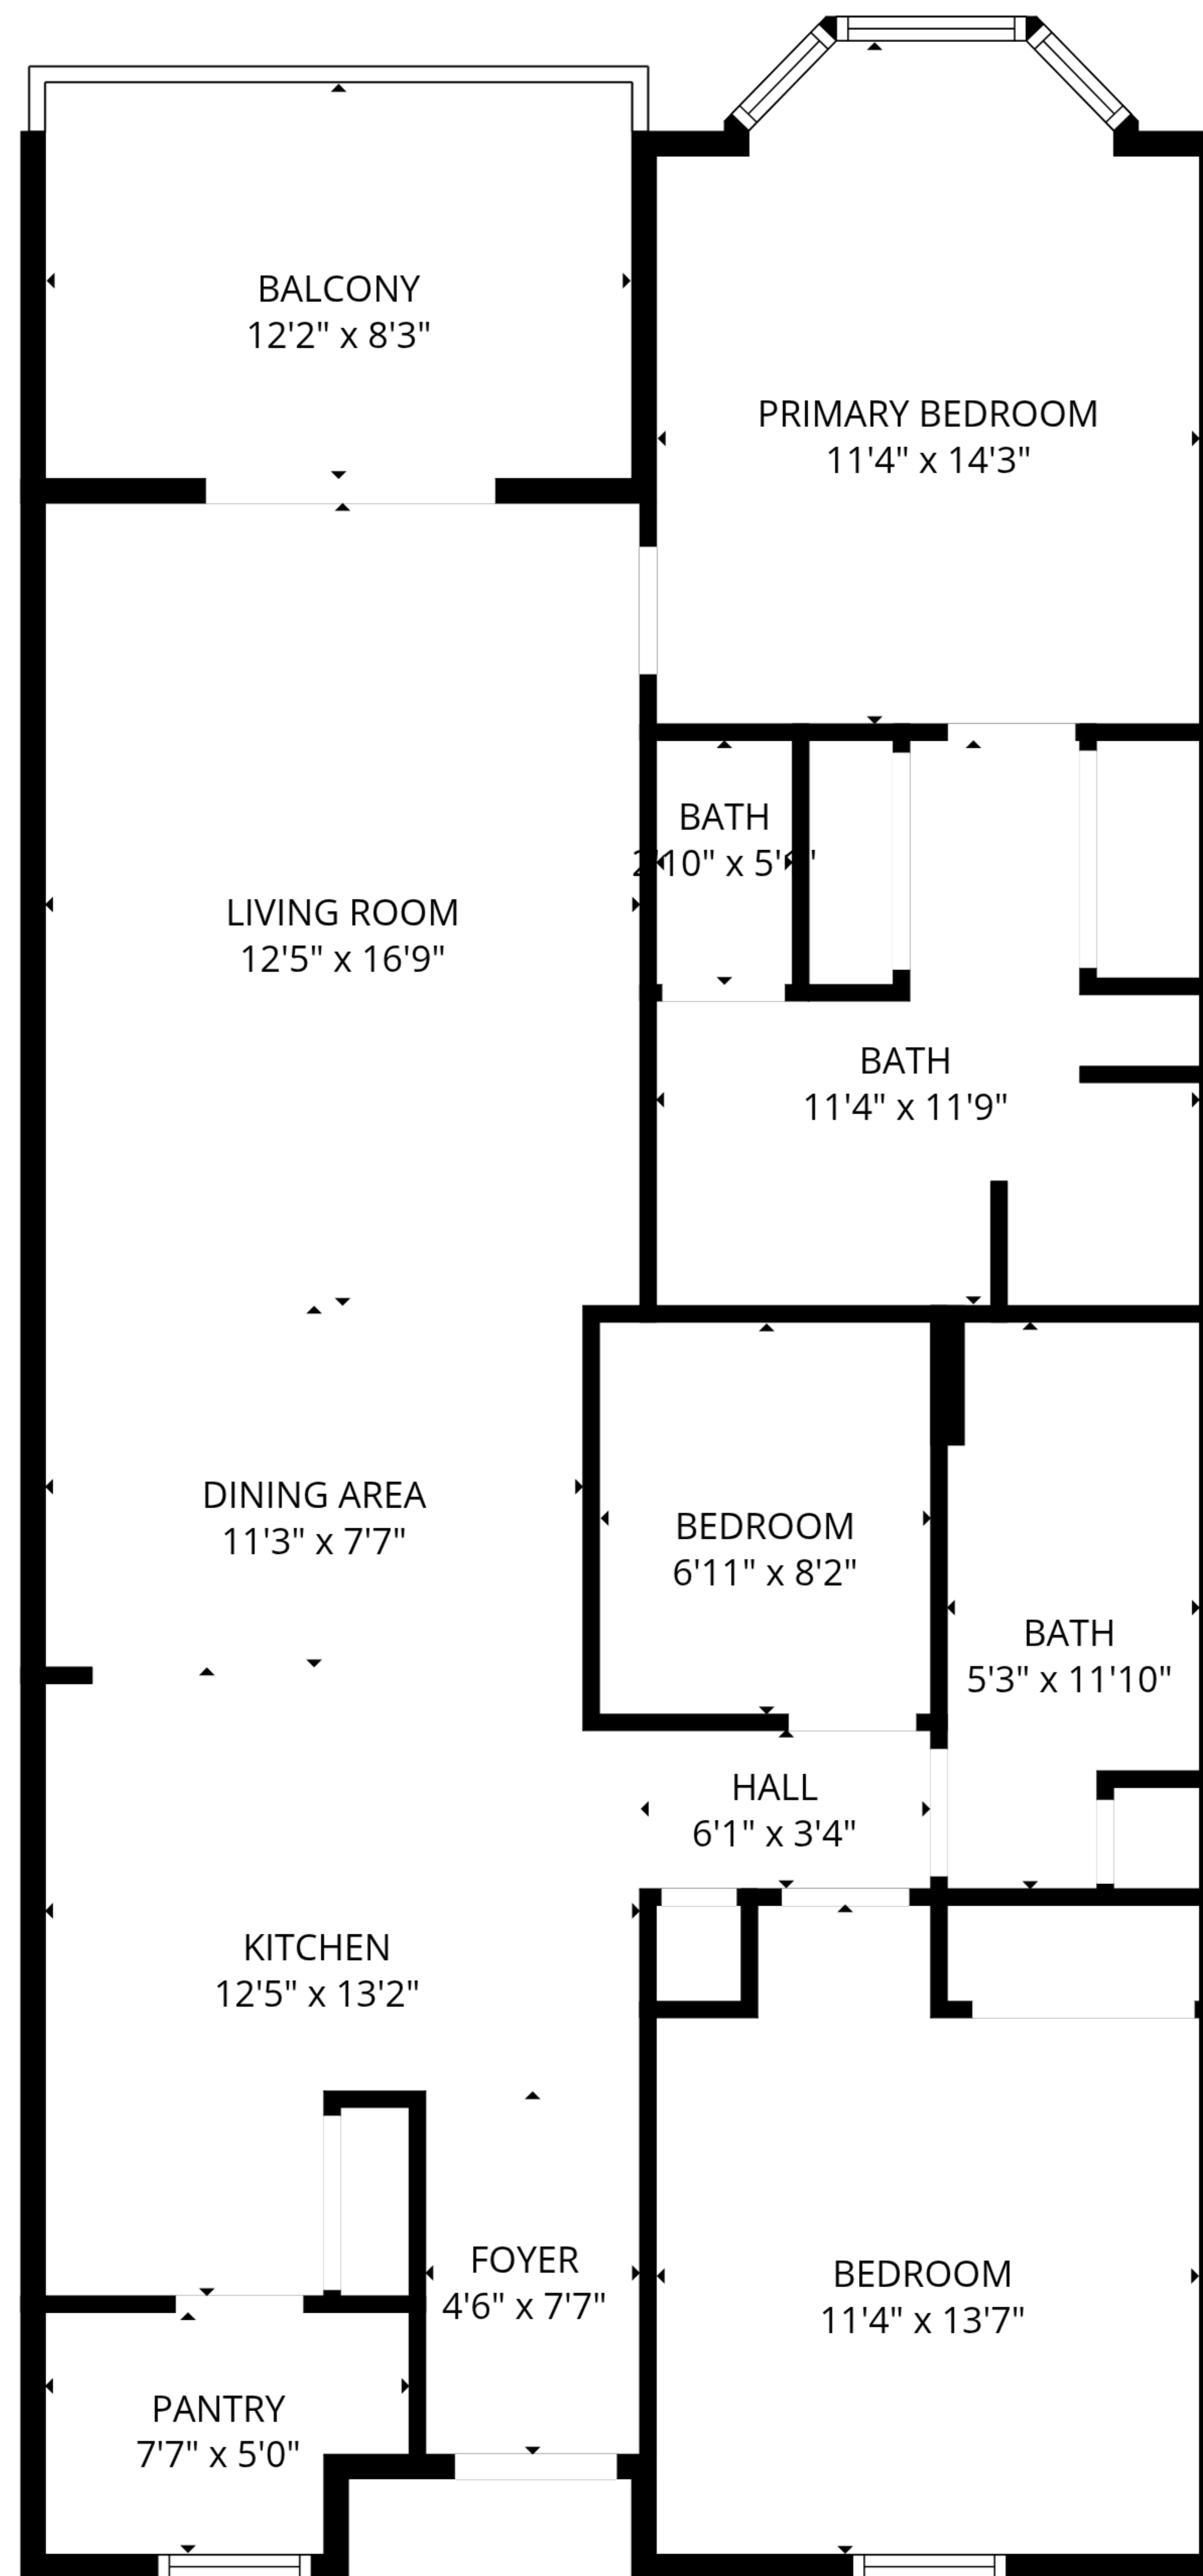 BALCONY
12'2" x 8'3"
PRIMARY BEDROOM
11'4" x 14'3"
BATH
LIVING ROOM
12'5" x 16'9"
BATH
11'4" x 11'9"
DINING AREA
11'3" x 7'7"
BEDROOM
6'11" x 8'2"
BATH
5'3" x 11'10"
HALL
6'1" x 3'4"
KITCHEN
12'5" x 13'2"
FOYER
4'6" x 7'7"
BEDROOM
11'4" x 13'7"
PANTRY
7'7" x 5'0"